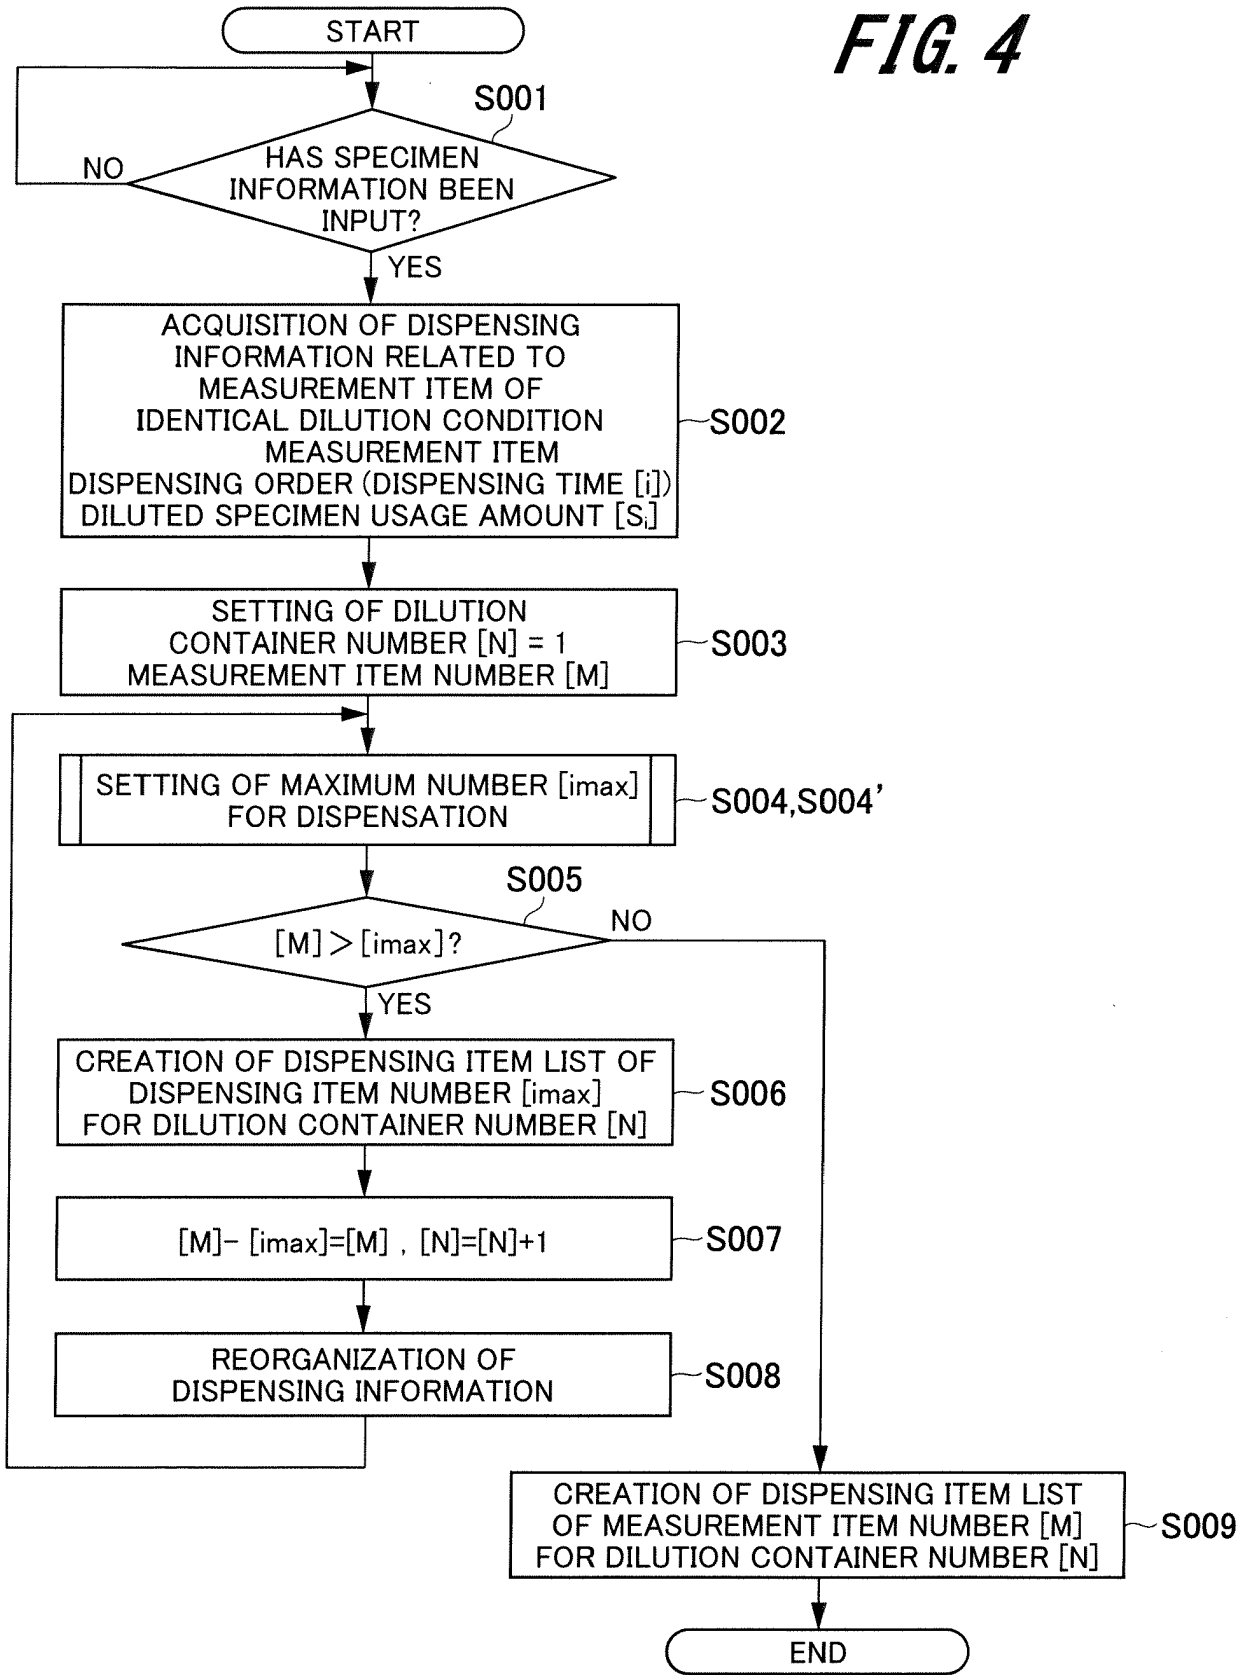 FIG. 4
START
S001
HAS SPECIMEN
INFORMATION BEEN
INPUT?
NO
YES
ACQUISITION OF DISPENSING
INFORMATION RELATED TO
MEASUREMENT ITEM OF
IDENTICAL DILUTION CONDITION
MEASUREMENT ITEM
DISPENSING ORDER (DISPENSING TIME [i])
DILUTED SPECIMEN USAGE AMOUNT [Si]
S002
SETTING OF DILUTION
CONTAINER NUMBER [N] = 1
MEASUREMENT ITEM NUMBER [M]
S003
SETTING OF MAXIMUM NUMBER [imax]
FOR DISPENSATION
S004,S004'
S005
[M] > [imax]?
NO
YES
CREATION OF DISPENSING ITEM LIST OF
DISPENSING ITEM NUMBER [imax]
FOR DILUTION CONTAINER NUMBER [N]
S006
[M]- [imax]=[M] , [N]=[N]+1
S007
REORGANIZATION OF
DISPENSING INFORMATION
S008
CREATION OF DISPENSING ITEM LIST
OF MEASUREMENT ITEM NUMBER [M]
FOR DILUTION CONTAINER NUMBER [N]
S009
END